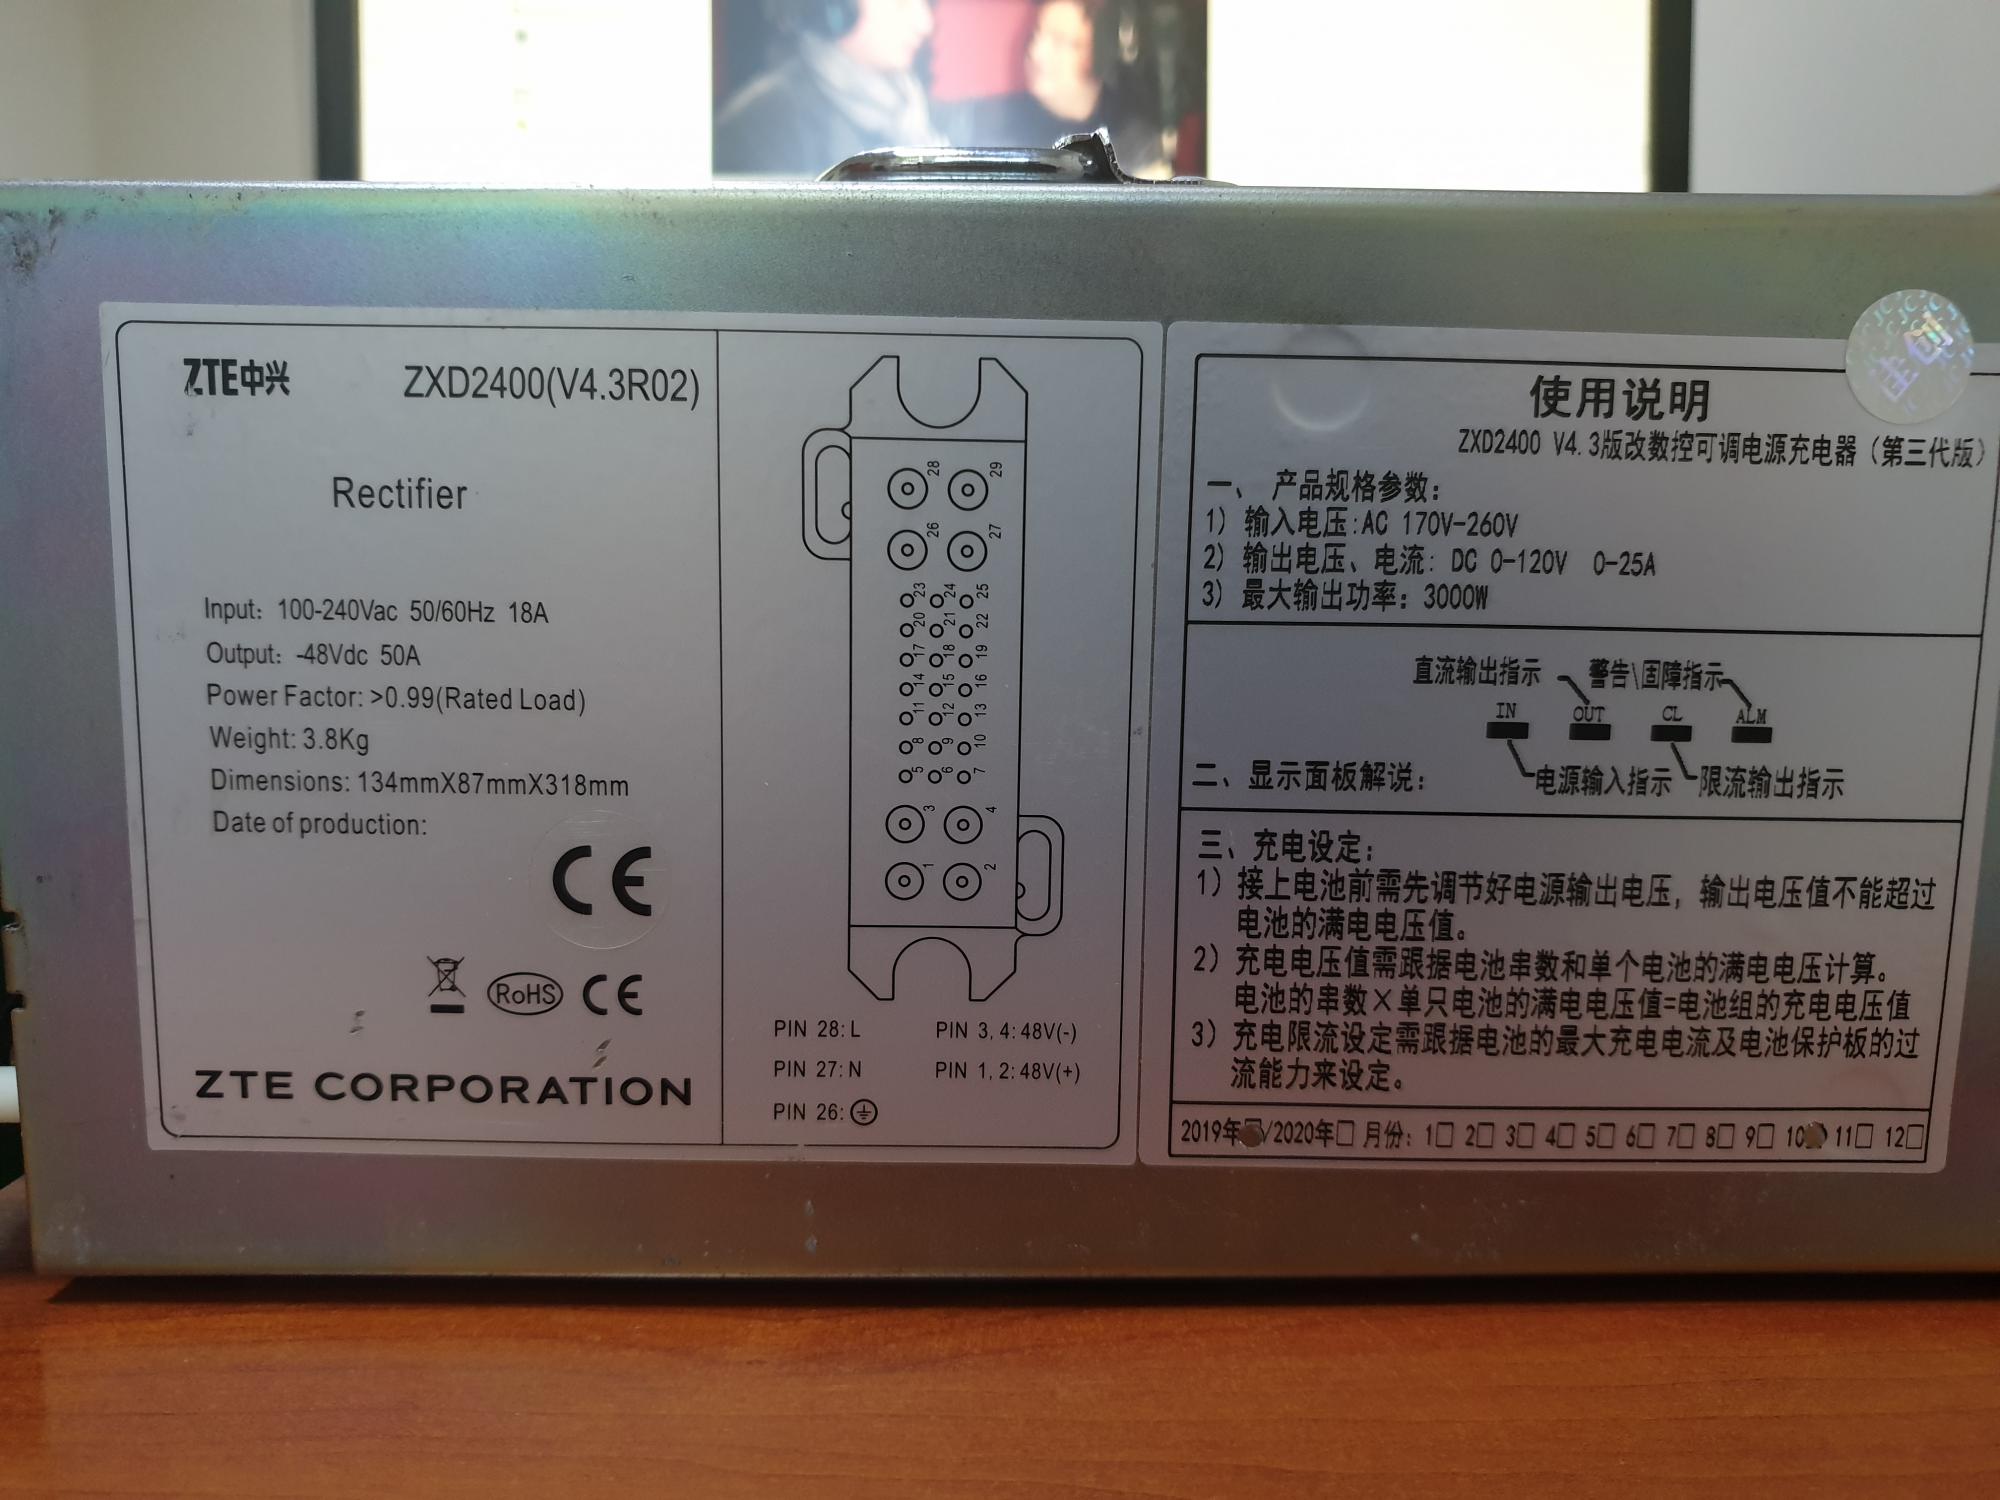 ZTE中兴 ZXD2400(V4.3R02)
Rectifier
Input: 100-240Vac 50/60Hz 18A
Output: -48Vdc 50A
Power Factor: >0.99(Rated Load)
Weight: 3.8Kg
Dimensions: 134mmX87mmX318mm
Date of production:
CE
RoHS CE
ZTE CORPORATION
28 29
26 27
23 24 25
20 21 22
17 18 19
14 15 16
11 12 13
8 9 10
5 6 7
3 4
1 2
PIN 28: L PIN 3, 4: 48V(-)
PIN 27: N PIN 1, 2: 48V(+)
PIN 26:
佳创
使用说明
ZXD2400 V4.3版改数控可调电源充电器（第三代版）
一、产品规格参数:
1) 输入电压:AC 170V-260V
2) 输出电压、电流: DC 0-120V 0-25A
3) 最大输出功率: 3000W
直流输出指示 警告\固障指示
IN OUT CL ALM
二、显示面板解说: 电源输入指示 限流输出指示
三、充电设定:
1) 接上电池前需先调节好电源输出电压, 输出电压值不能超过
电池的满电电压值。
2) 充电电压值需跟据电池串数和单个电池的满电电压计算。
电池的串数×单只电池的满电电压值=电池组的充电电压值
3) 充电限流设定需跟据电池的最大充电电流及电池保护板的过
流能力来设定。
2019年□/2020年□ 月份: 1□ 2□ 3□ 4□ 5□ 6□ 7□ 8□ 9□ 10□ 11□ 12□